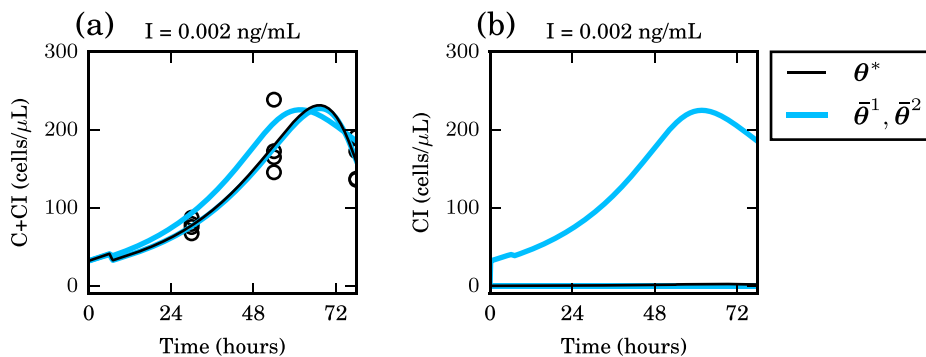 (a)
I = 0.002 ng/mL
C+CI (cells/μL)
300
200
100
0
0 24 48 72
Time (hours)
(b)
I = 0.002 ng/mL
CI (cells/μL)
300
200
100
0
0 24 48 72
Time (hours)
θ*
θ̄¹, θ̄²